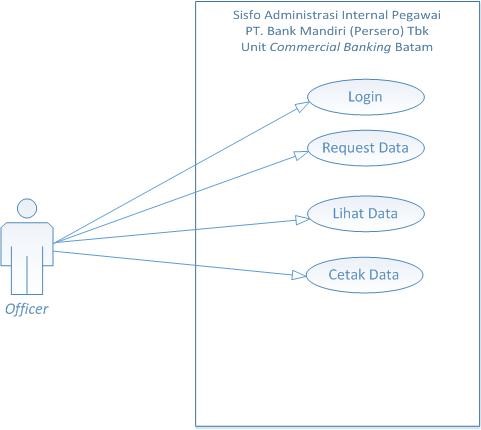 Sisfo Administrasi Internal Pegawai
PT. Bank Mandiri (Persero) Tbk
Unit Commercial Banking Batam
Login
Request Data
Lihat Data
Cetak Data
Officer